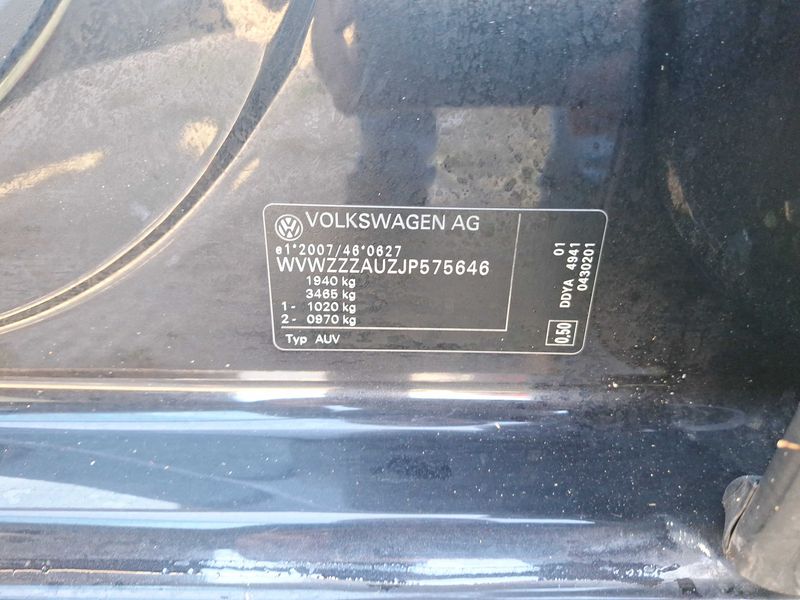 VOLKSWAGEN AG
e1*2007/46*0627
WVWZZZAUZJP575646
1940 kg
3465 kg
1 - 1020 kg
2 - 0970 kg
Typ AUV
01
DDYA 4941
0430201
0,50